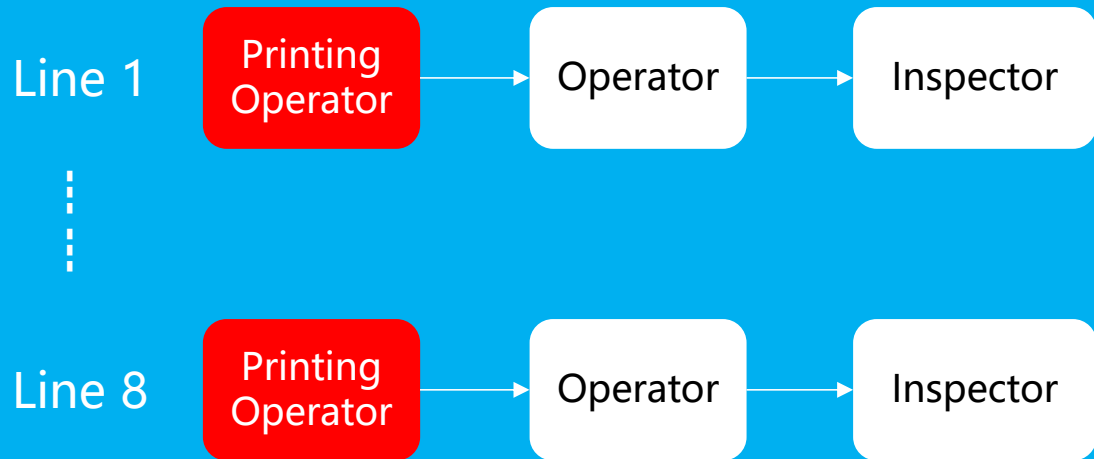 Line 1
Printing
Operator
Operator
Inspector
Line 8
Printing
Operator
Operator
Inspector